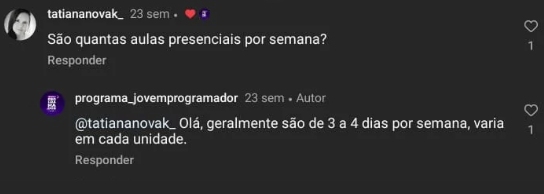 tatiananovak_ 23 sem •
São quantas aulas presenciais por semana?
1
Responder
programa_jovemprogramador 23 sem • Autor
@tatiananovak_ Olá, geralmente são de 3 a 4 dias por semana, varia
em cada unidade.
1
Responder